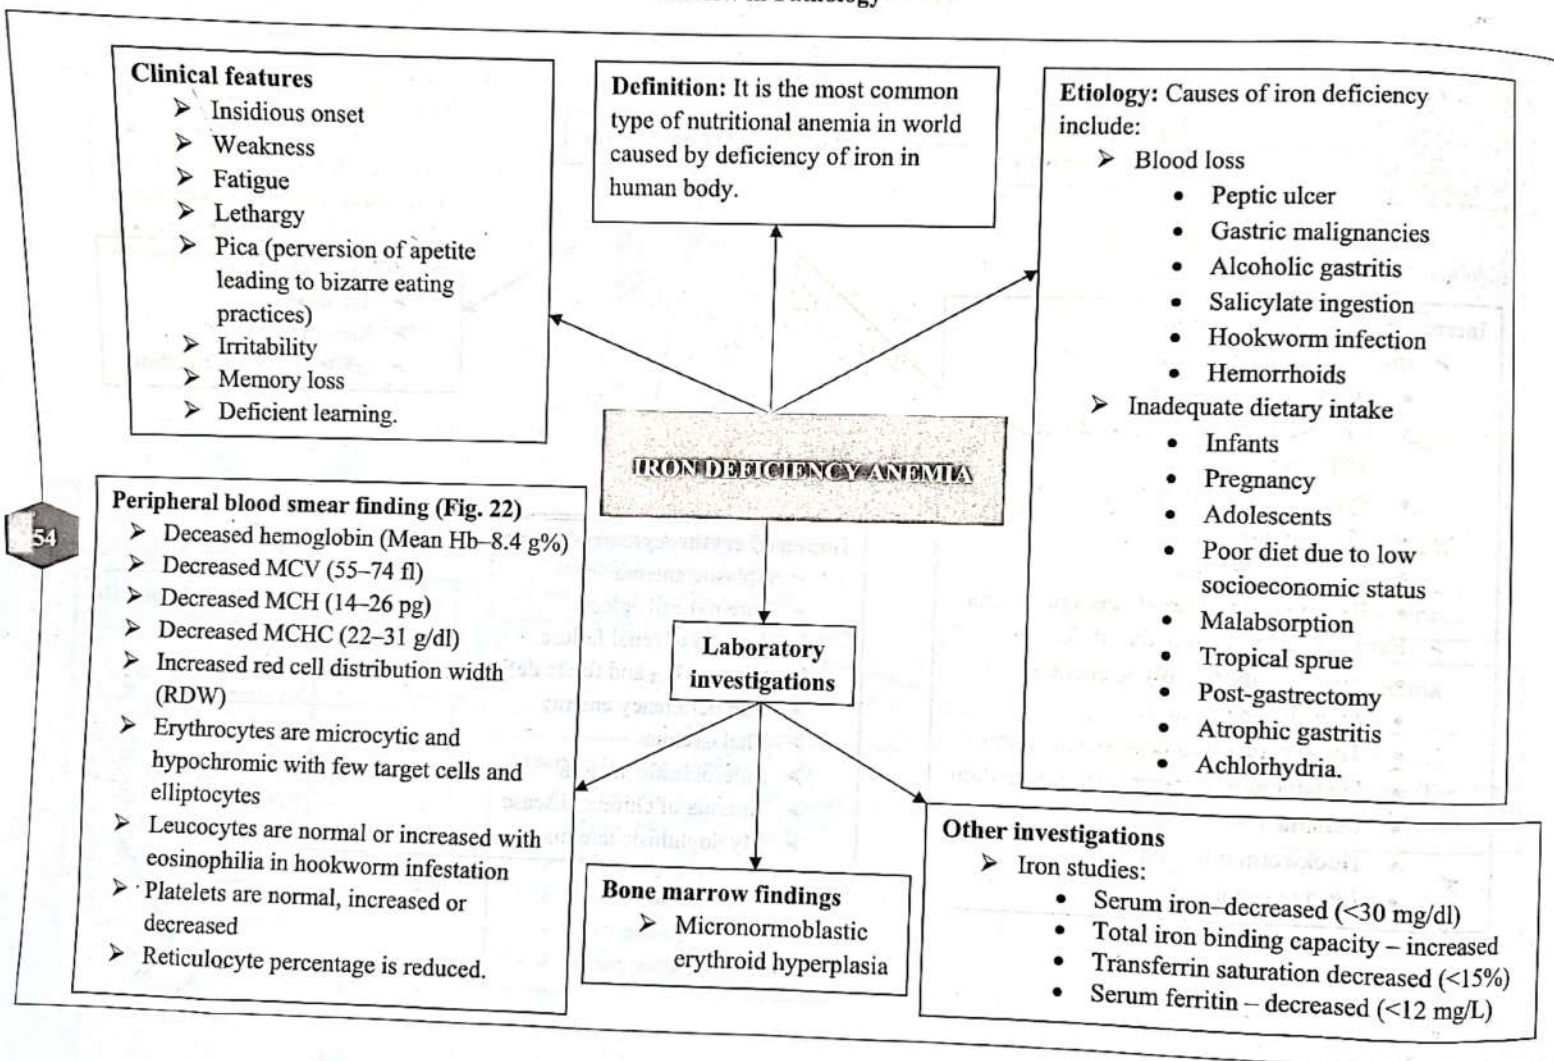 Clinical features
➤ Insidious onset
➤ Weakness
➤ Fatigue
➤ Lethargy
➤ Pica (perversion of apetite
leading to bizarre eating
practices)
➤ Irritability
➤ Memory loss
➤ Deficient learning.
Definition: It is the most common
type of nutritional anemia in world
caused by deficiency of iron in
human body.
Etiology: Causes of iron deficiency
include:
➤ Blood loss
• Peptic ulcer
• Gastric malignancies
• Alcoholic gastritis
• Salicylate ingestion
• Hookworm infection
• Hemorrhoids
➤ Inadequate dietary intake
• Infants
• Pregnancy
• Adolescents
• Poor diet due to low
socioeconomic status
• Malabsorption
• Tropical sprue
• Post-gastrectomy
• Atrophic gastritis
• Achlorhydria.
IRON DEFICIENCY ANEMIA
54
Peripheral blood smear finding (Fig. 22)
➤ Deceased hemoglobin (Mean Hb–8.4 g%)
➤ Decreased MCV (55–74 fl)
➤ Decreased MCH (14–26 pg)
➤ Decreased MCHC (22–31 g/dl)
➤ Increased red cell distribution width
(RDW)
➤ Erythrocytes are microcytic and
hypochromic with few target cells and
elliptocytes
➤ Leucocytes are normal or increased with
eosinophilia in hookworm infestation
➤ Platelets are normal, increased or
decreased
➤ Reticulocyte percentage is reduced.
Laboratory
investigations
Bone marrow findings
➤ Micronormoblastic
erythroid hyperplasia
Other investigations
➤ Iron studies:
• Serum iron–decreased (<30 mg/dl)
• Total iron binding capacity – increased
• Transferrin saturation decreased (<15%)
• Serum ferritin – decreased (<12 mg/L)